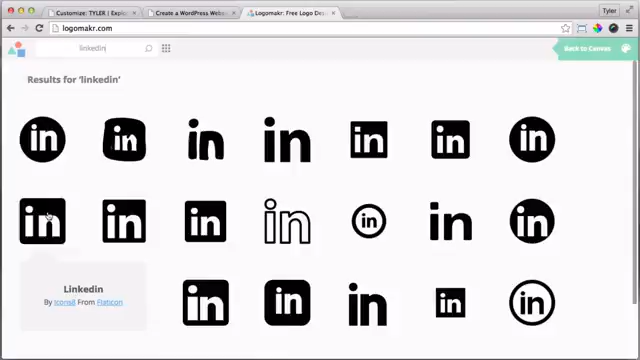 Customize: TYLER | Explo
Create a WordPress Webs
Logomakr: Free Logo Des
Tyler
logomakr.com
linkedin
Back to Canvas
Results for 'linkedin'
in in in in in in in
in in in in in in in
Linkedin
By Icons8 From Flaticon
in in in in in